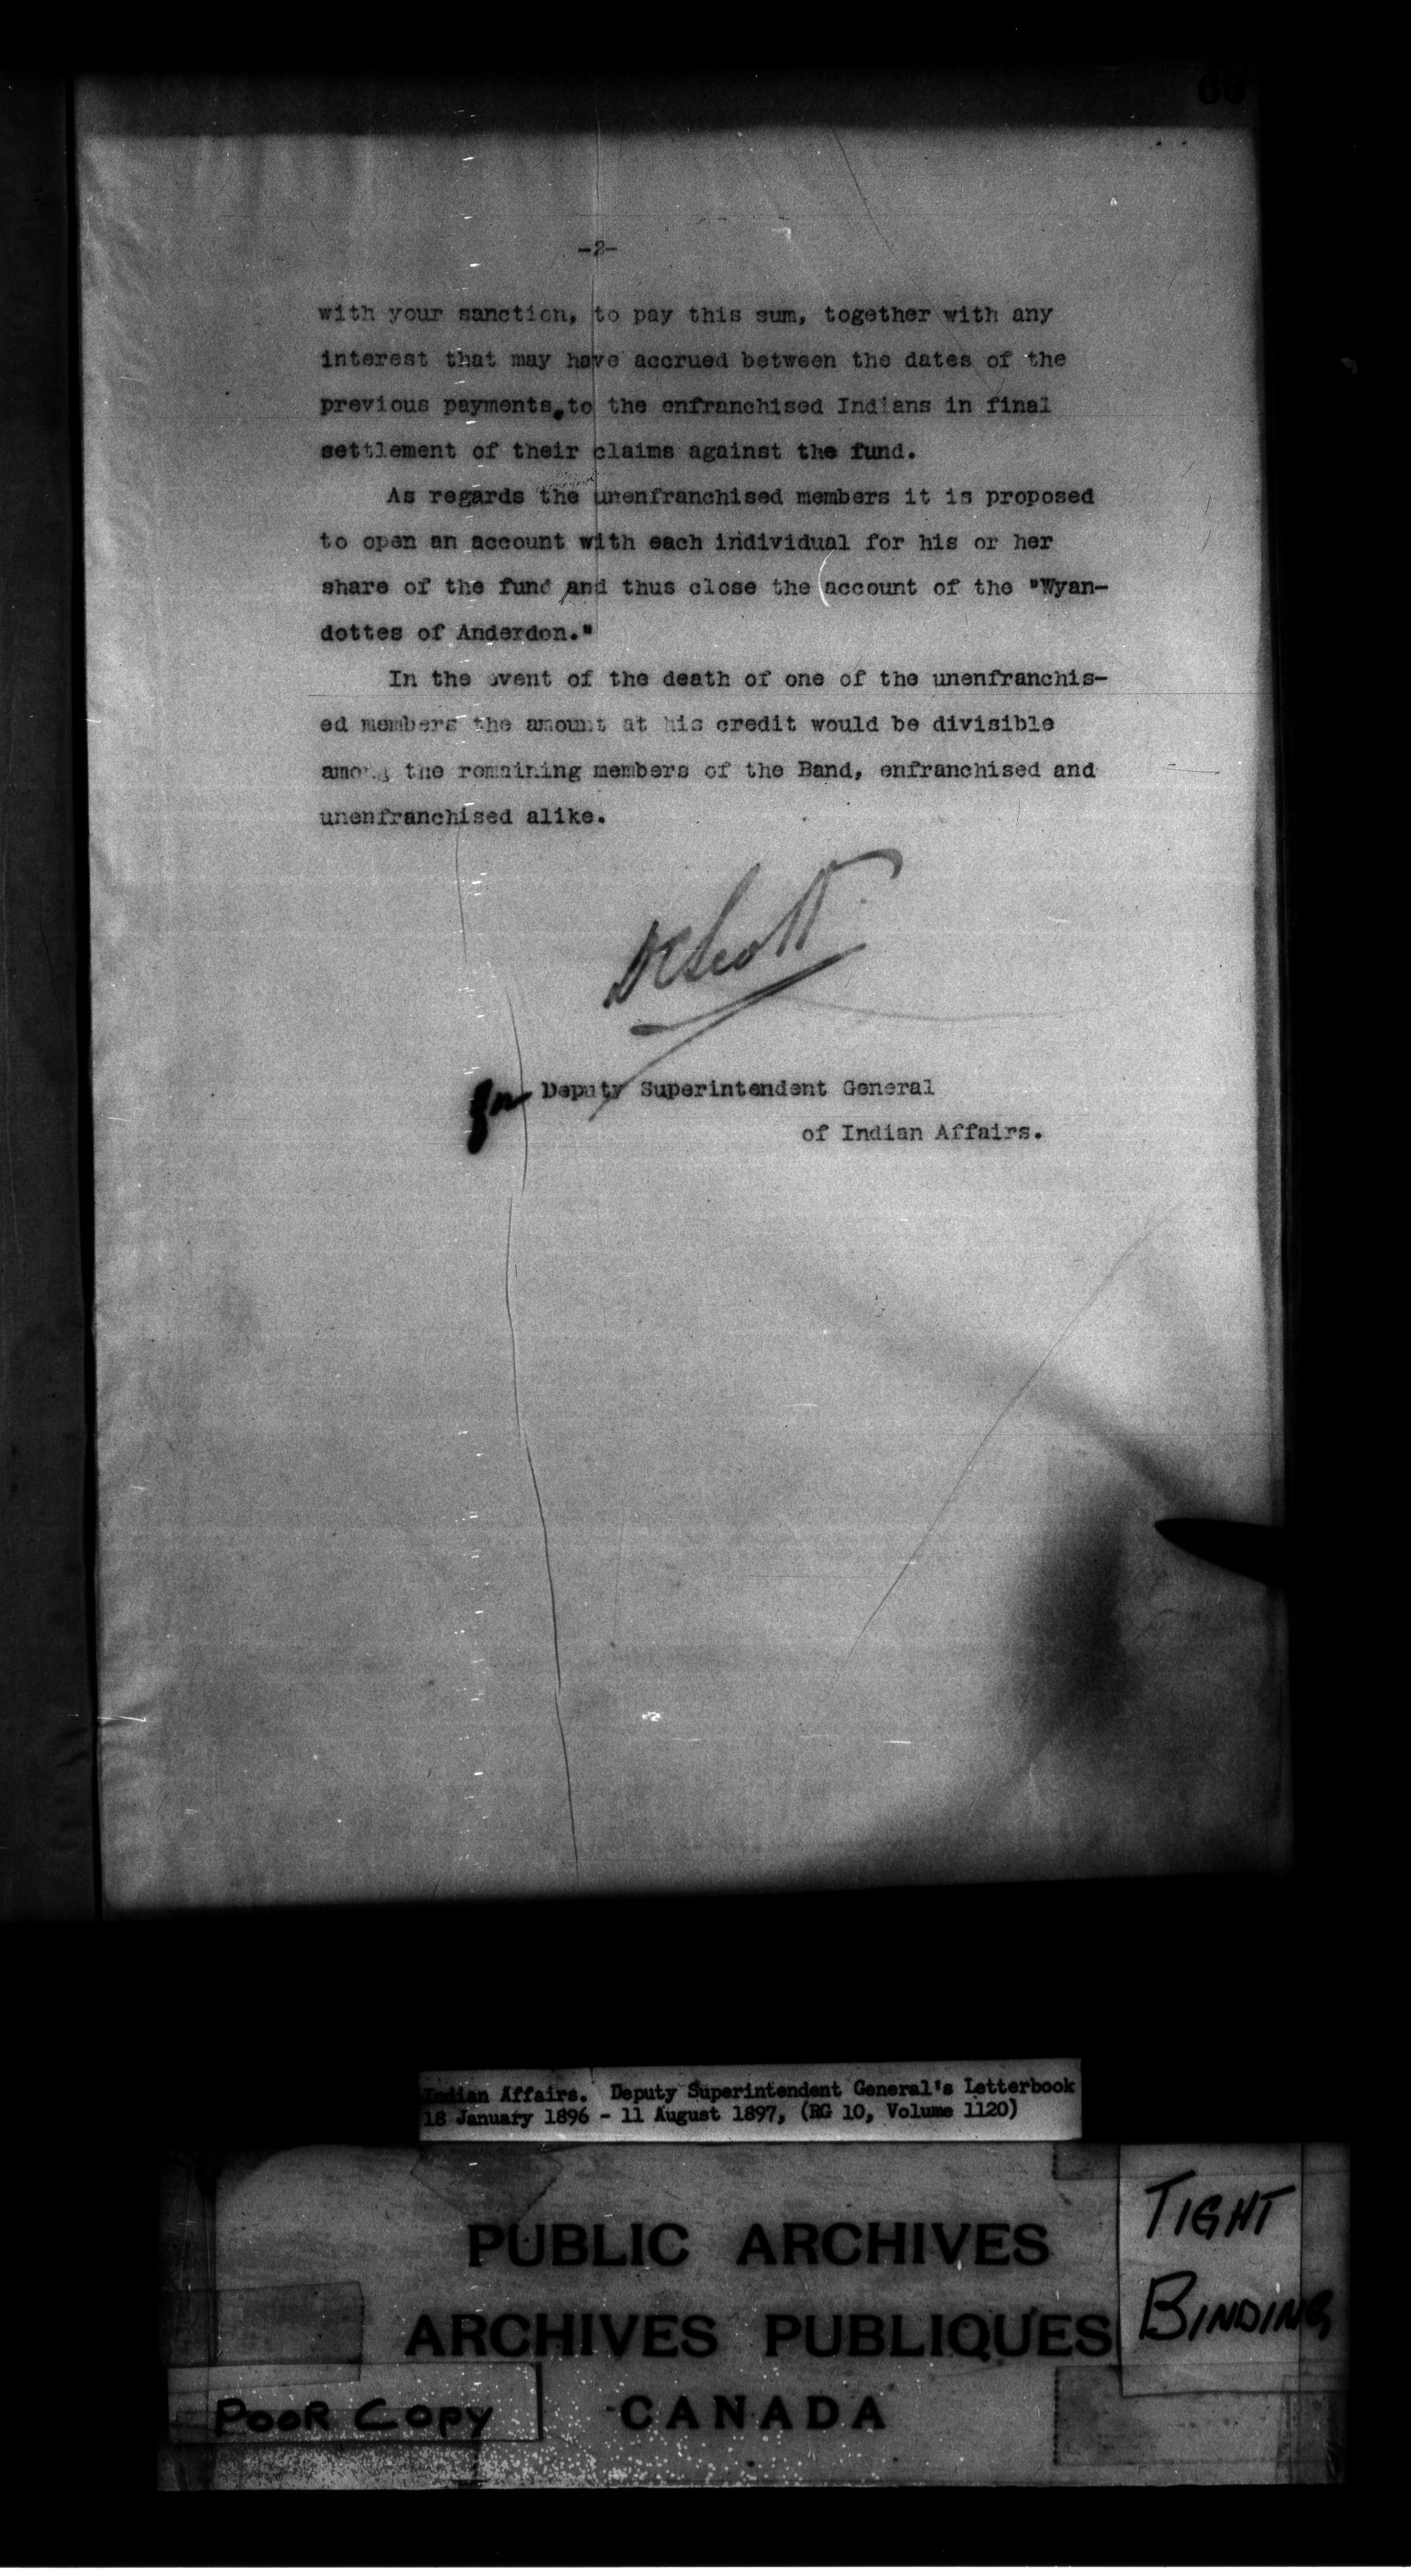 -2-
with your sanction, to pay this sum, together with any
interest that may have accrued between the dates of the
previous payments, to the enfranchised Indians in final
settlement of their claims against the fund.
As regards the unenfranchised members it is proposed
to open an account with each individual for his or her
share of the fund and thus close the account of the "Wyan-
dottes of Anderdon."
In the event of the death of one of the unenfranchis-
ed members the amount at his credit would be divisible
among the remaining members of the Band, enfranchised and
unenfranchised alike.
DCScott
for Deputy Superintendent General
of Indian Affairs.
Indian Affairs. Deputy Superintendent General's Letterbook
18 January 1896 - 11 August 1897, (RG 10, Volume 1120)
PUBLIC ARCHIVES
ARCHIVES PUBLIQUES
CANADA
TIGHT
BINDING
POOR COPY